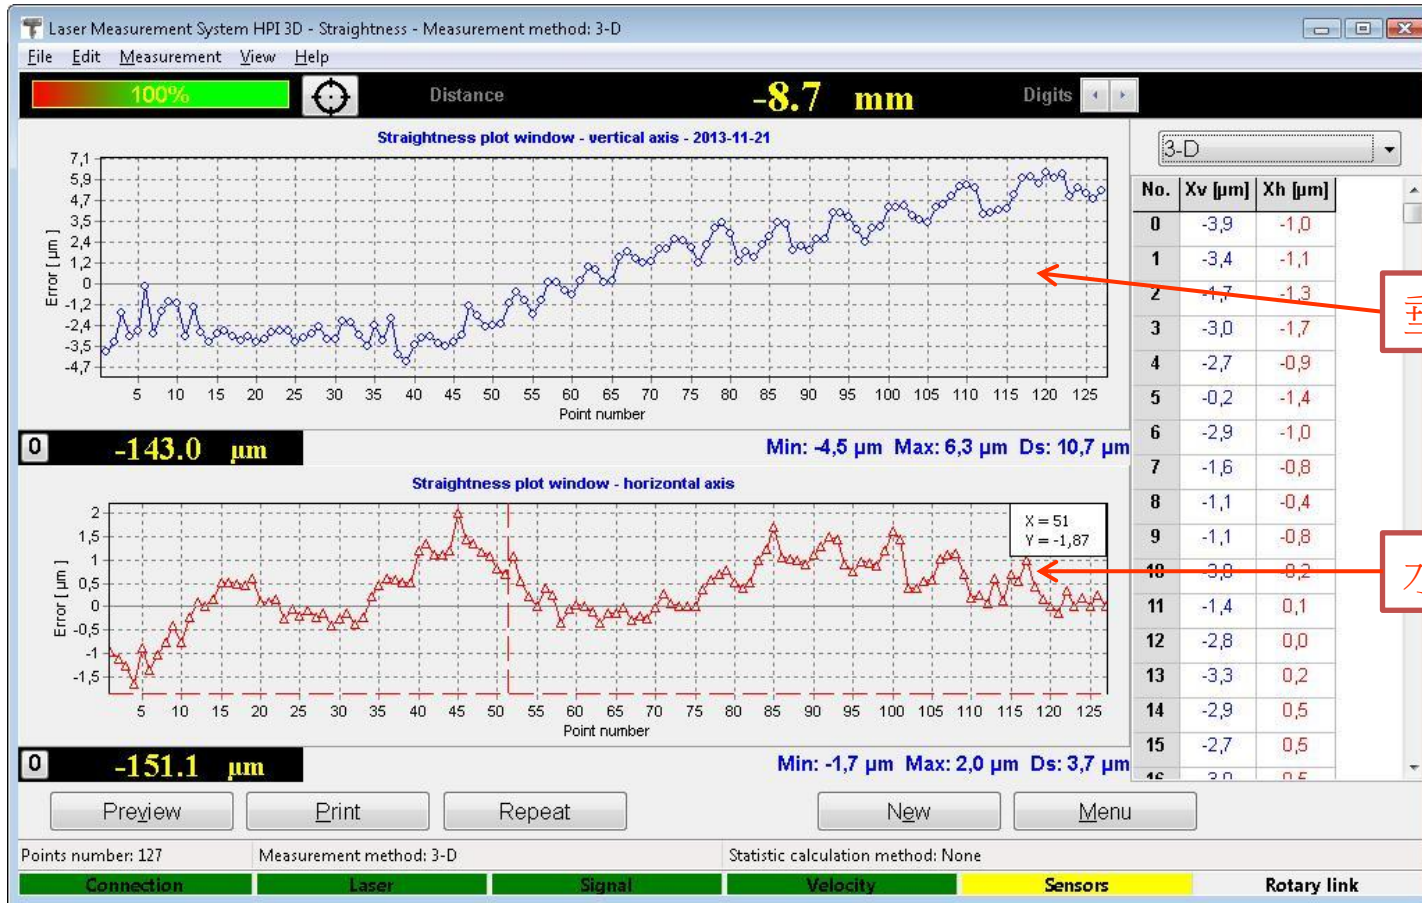 Laser Measurement System HPI 3D - Straightness - Measurement method: 3-D
File Edit Measurement View Help
100% Distance -8.7 mm Digits
Straightness plot window - vertical axis - 2013-11-21
7,1
5,9
4,7
3,5
2,4
1,2
0
-1,2
-2,4
-3,5
-4,7
Error [ µm ]
5 10 15 20 25 30 35 40 45 50 55 60 65 70 75 80 85 90 95 100 105 110 115 120 125
Point number
0 -143.0 µm Min: -4,5 µm Max: 6,3 µm Ds: 10,7 µm
Straightness plot window - horizontal axis
2
1,5
1
0,5
0
-0,5
-1
-1,5
Error [ µm ]
X = 51
Y = -1,87
5 10 15 20 25 30 35 40 45 50 55 60 65 70 75 80 85 90 95 100 105 110 115 120 125
Point number
0 -151.1 µm Min: -1,7 µm Max: 2,0 µm Ds: 3,7 µm
3-D
No. Xv [µm] Xh [µm]
0 -3,9 -1,0
1 -3,4 -1,1
2 -1,7 -1,3
3 -3,0 -1,7
4 -2,7 -0,9
5 -0,2 -1,4
6 -2,9 -1,0
7 -1,6 -0,8
8 -1,1 -0,4
9 -1,1 -0,8
10 -3,8 -0,2
11 -1,4 0,1
12 -2,8 0,0
13 -3,3 0,2
14 -2,9 0,5
15 -2,7 0,5
Preview Print Repeat New Menu
Points number: 127 Measurement method: 3-D Statistic calculation method: None
Connection Laser Signal Velocity Sensors Rotary link